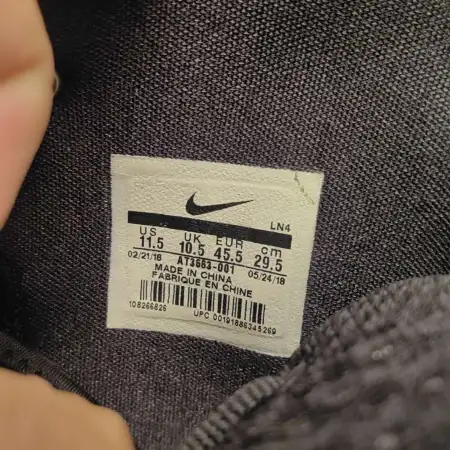 LN4
US UK EUR cm
11.5 10.5 45.5 29.5
02/21/18 AT3663-001 05/24/18
MADE IN CHINA
FABRIQUE EN CHINE
108266826
UPC 00191886345269